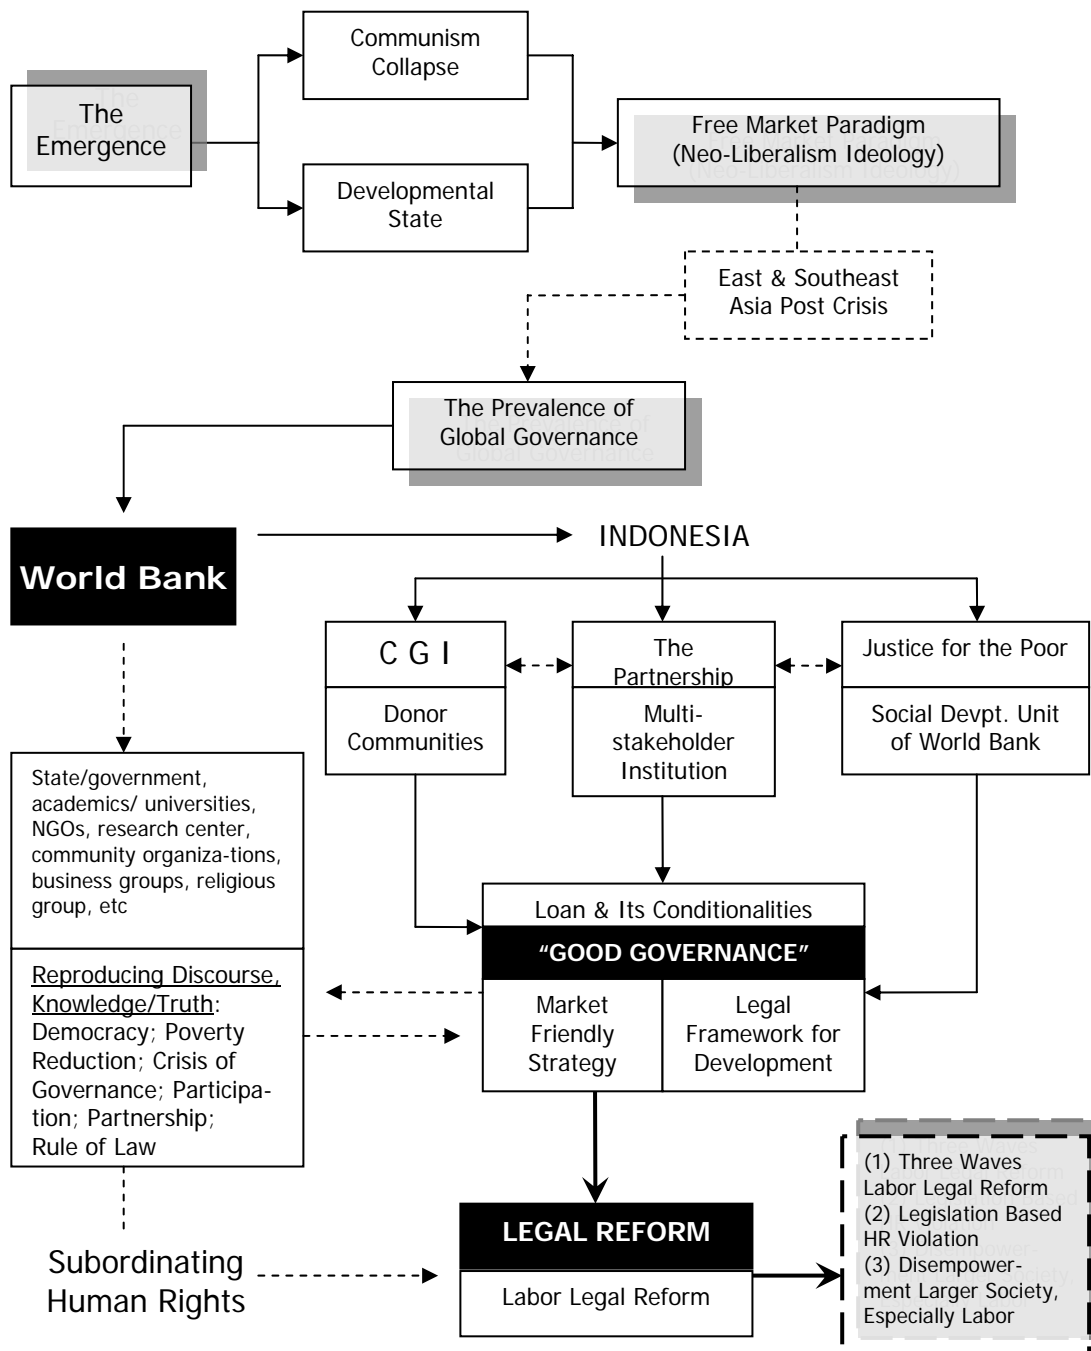 Communism
Collapse
The
Emergence
Free Market Paradigm
(Neo-Liberalism Ideology)
Developmental
State
East & Southeast
Asia Post Crisis
The Prevalence of
Global Governance
World Bank
INDONESIA
C G I
The
Partnership
Justice for the Poor
Donor
Communities
Multi-
stakeholder
Institution
Social Devpt. Unit
of World Bank
State/government,
academics/ universities,
NGOs, research center,
community organiza-tions,
business groups, religious
group, etc
Loan & Its Conditionalities
“GOOD GOVERNANCE”
Market
Friendly
Strategy
Legal
Framework for
Development
Reproducing Discourse,
Knowledge/Truth:
Democracy; Poverty
Reduction; Crisis of
Governance; Participa-
tion; Partnership;
Rule of Law
Subordinating
Human Rights
LEGAL REFORM
Labor Legal Reform
(1) Three Waves
Labor Legal Reform
(2) Legislation Based
HR Violation
(3) Disempower-
ment Larger Society,
Especially Labor